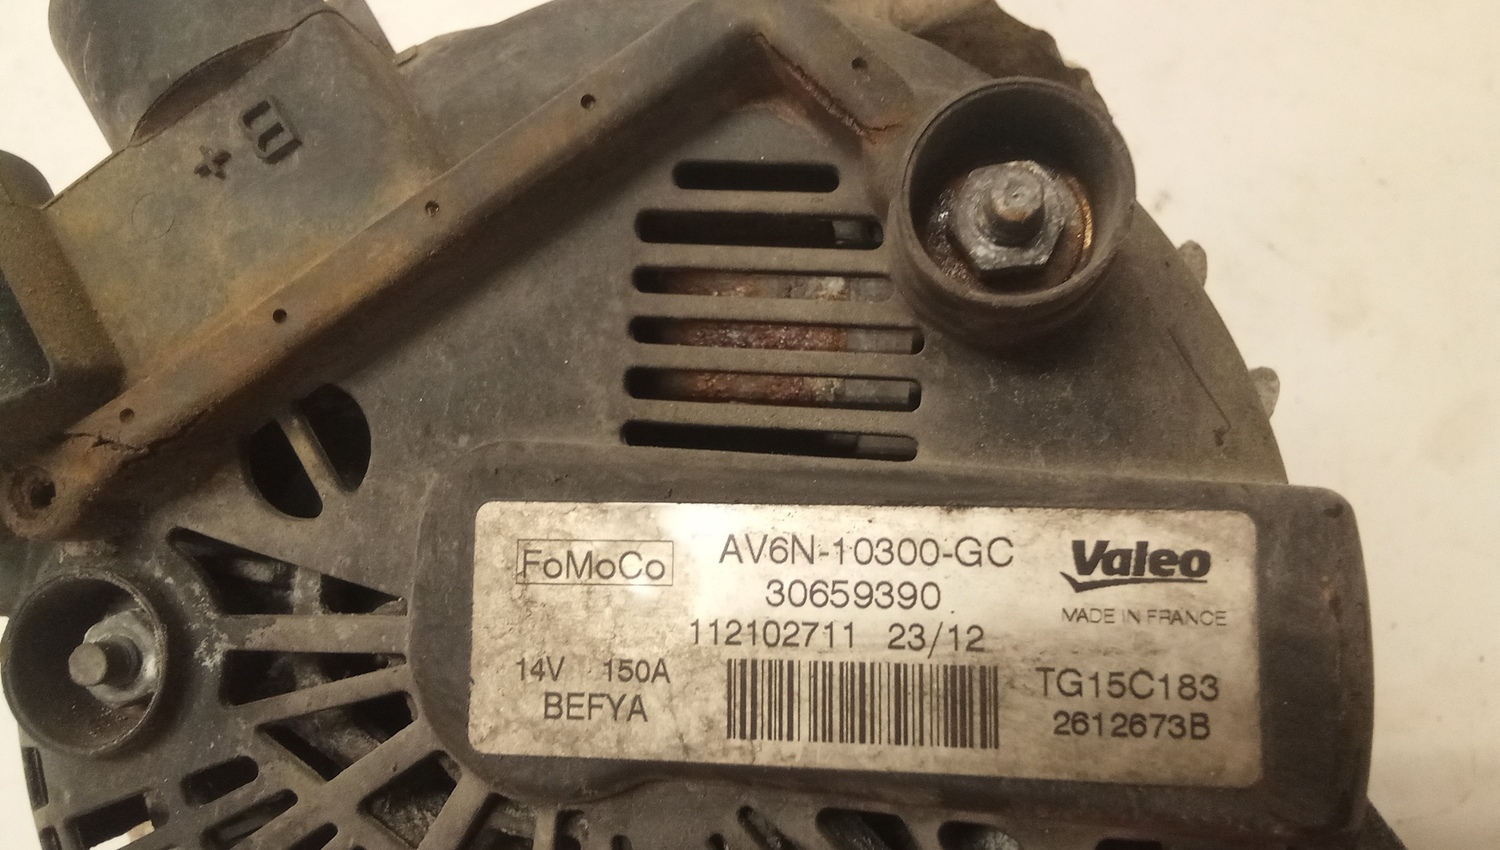 B+
FoMoCo
AV6N-10300-GC
30659390
112102711 23/12
14V 150A
BEFYA
Valeo
MADE IN FRANCE
TG15C183
2612673B